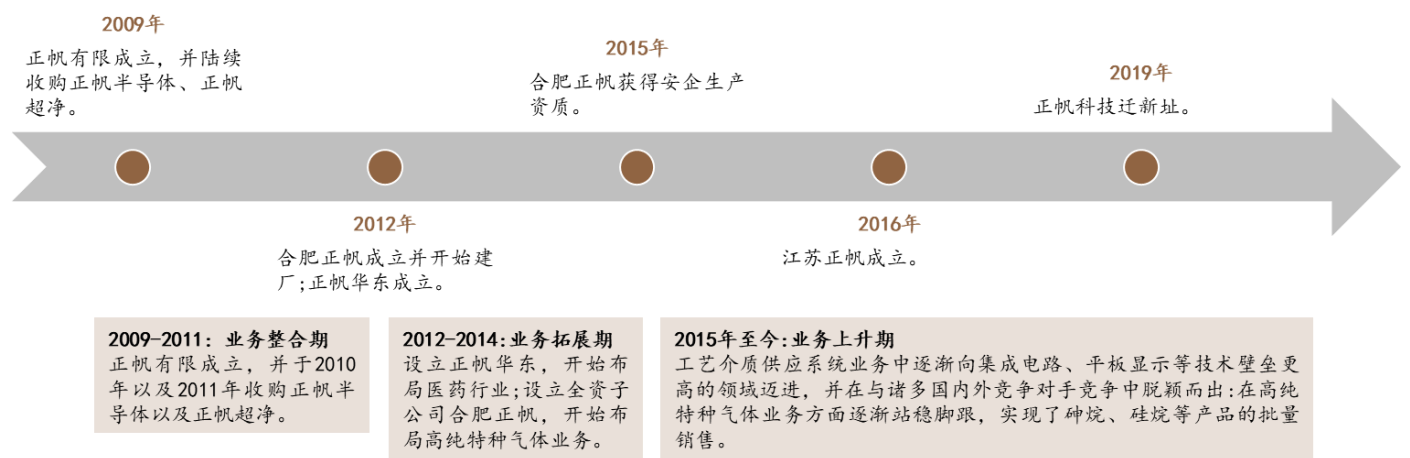 2009年
正帆有限成立，并陆续
收购正帆半导体、正帆
超净。
2015年
合肥正帆获得安企生产
资质。
2019年
正帆科技迁新址。
2012年
合肥正帆成立并开始建
厂;正帆华东成立。
2016年
江苏正帆成立。
2009-2011: 业务整合期
正帆有限成立，并于2010
年以及2011年收购正帆半
导体以及正帆超净。
2012-2014:业务拓展期
设立正帆华东，开始布
局医药行业;设立全资子
公司合肥正帆，开始布
局高纯特种气体业务。
2015年至今:业务上升期
工艺介质供应系统业务中逐渐向集成电路、平板显示等技术壁垒更
高的领域迈进，并在与诸多国内外竞争对手竞争中脱颖而出:在高纯
特种气体业务方面逐渐站稳脚跟，实现了砷烷、硅烷等产品的批量
销售。